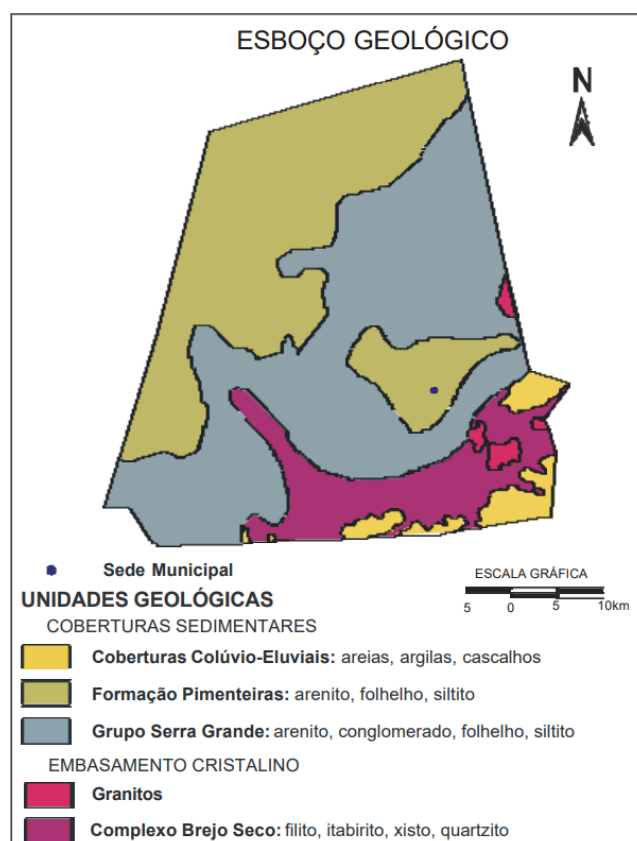 ESBOÇO GEOLÓGICO
N
Sede Municipal
ESCALA GRÁFICA
5 0 5 10km
UNIDADES GEOLÓGICAS
COBERTURAS SEDIMENTARES
Coberturas Colúvio-Eluviais: areias, argilas, cascalhos
Formação Pimenteiras: arenito, folhelho, siltito
Grupo Serra Grande: arenito, conglomerado, folhelho, siltito
EMBASAMENTO CRISTALINO
Granitos
Complexo Brejo Seco: filito, itabirito, xisto, quartzito